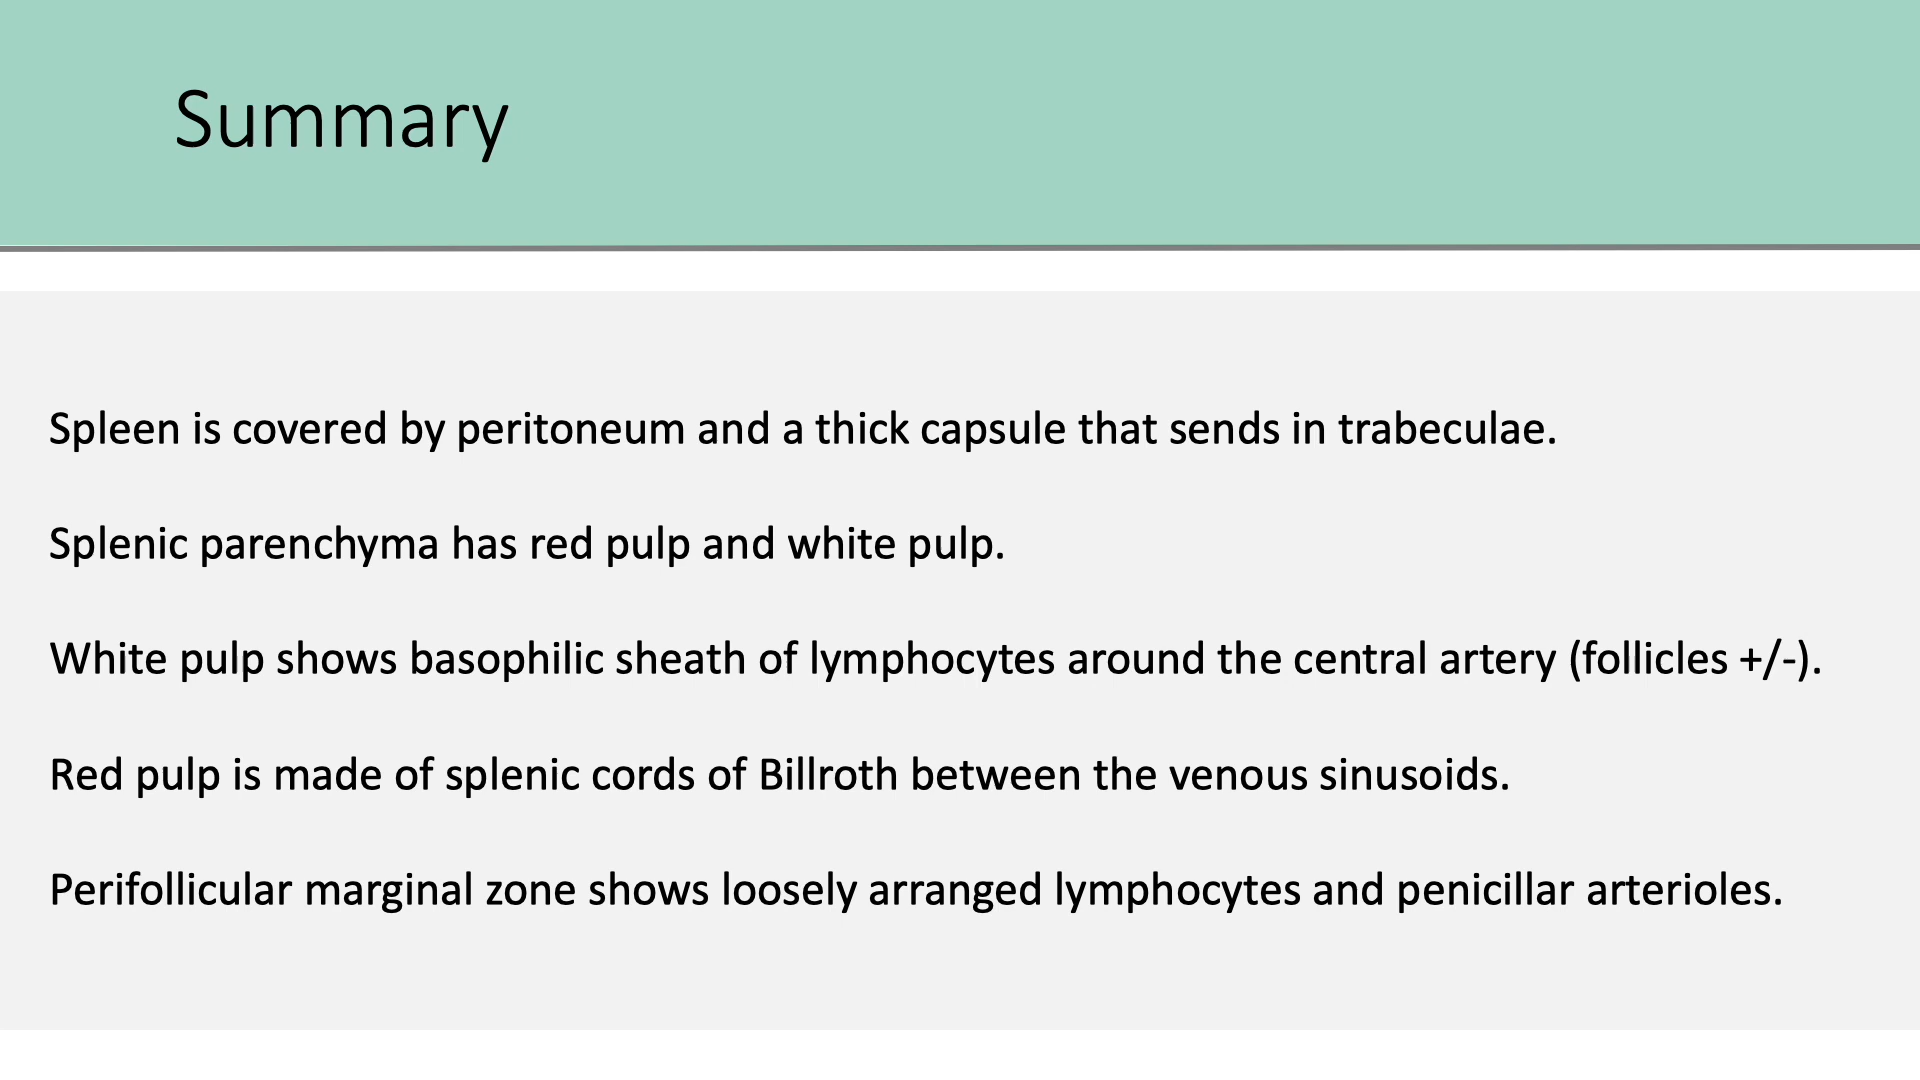 Summary
Spleen is covered by peritoneum and a thick capsule that sends in trabeculae.
Splenic parenchyma has red pulp and white pulp.
White pulp shows basophilic sheath of lymphocytes around the central artery (follicles +/-).
Red pulp is made of splenic cords of Billroth between the venous sinusoids.
Perifollicular marginal zone shows loosely arranged lymphocytes and penicillar arterioles.